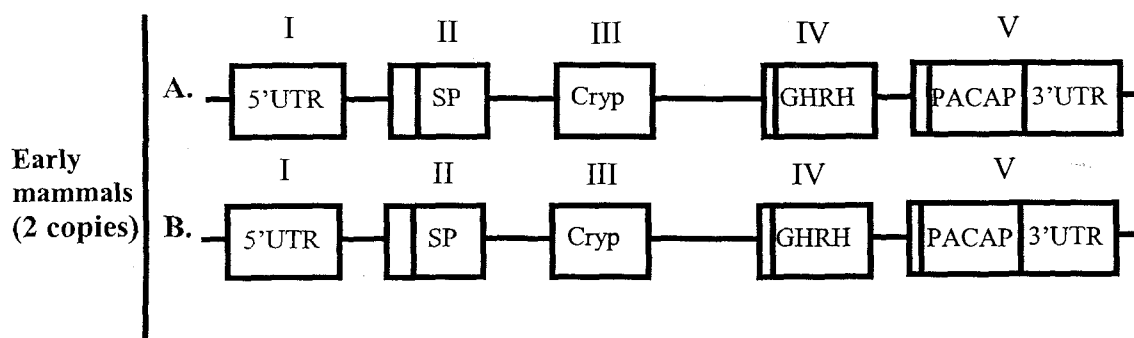 I II III IV V
A. 5'UTR SP Cryp GHRH PACAP 3'UTR
Early
mammals
(2 copies)
I II III IV V
B. 5'UTR SP Cryp GHRH PACAP 3'UTR